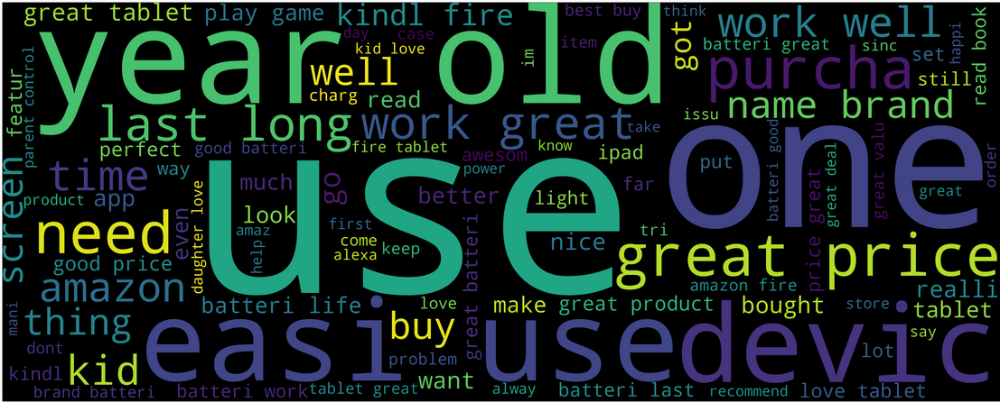 great tablet
play game
kindl fire
day
case
best buy
think
year old
kid love
im
item
got
work well
batteri great
sinc
set
happi
featur
parent control
well
charg
read
purcha
still
read book
last long
work great
take
issu
name brand
perfect
good batteri
fire tablet
know
awesom
ipad
one
screen
time
way
much
go
power
better
light
far
put
batteri good
great deal
price great
great valu
great
order
product
app
even
daughter love
use
look
first
amaz
help
come
alexa
keep
nice
tri
need
good price
great price
amazon
batteri life
great batteri
love
make
great product
amazon fire
bought
store
realli
tablet
mani
thing
dont
easi use
buy
problem
devic
say
lot
kindl
kid
want
brand batteri
batteri work
tablet great
alway
batteri last
recommend
love tablet